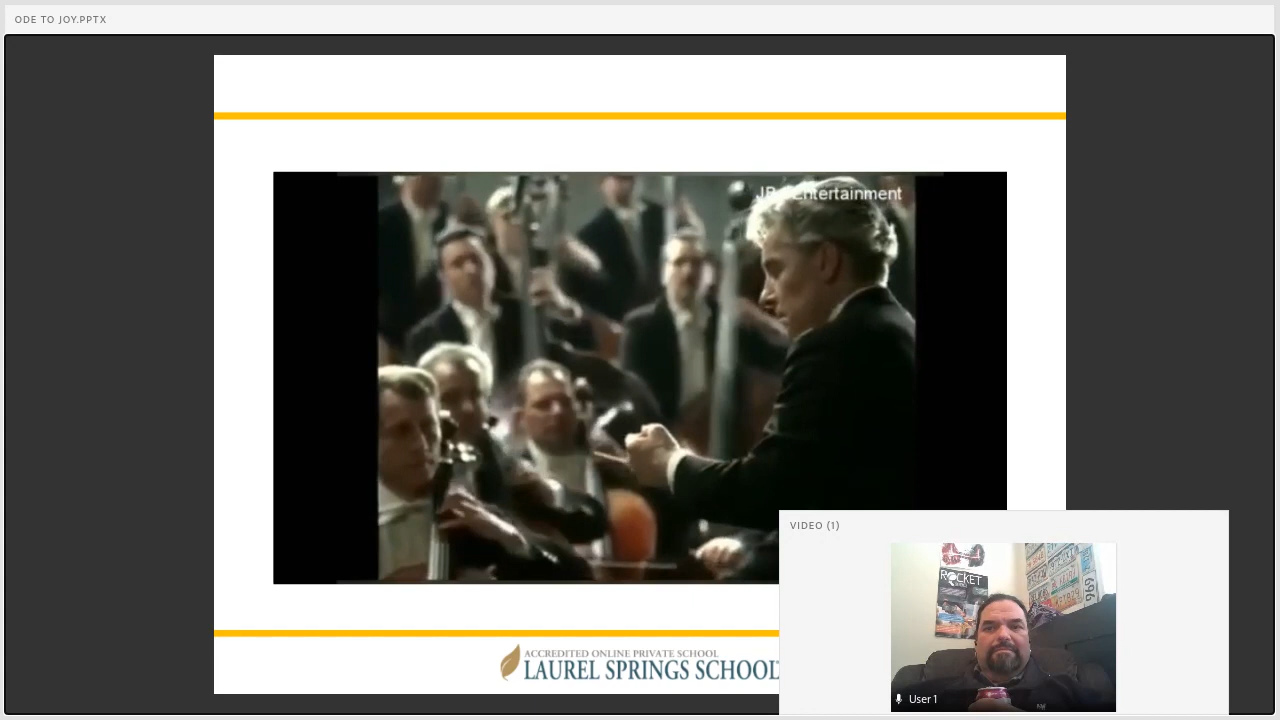 ODE TO JOY.PPTX
Entertainment
VIDEO (1)
ROCKET
ACCREDITED ONLINE PRIVATE SCHOOL
LAUREL SPRINGS SCHOOL
User 1